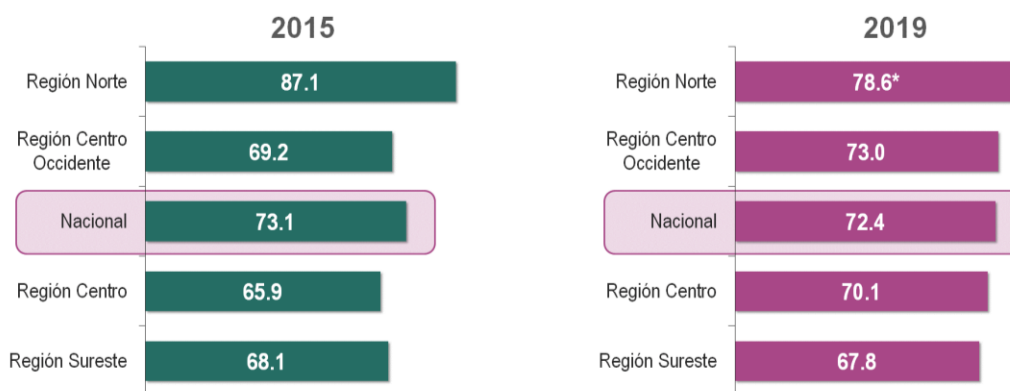 2015
Región Norte
87.1
Región Centro
Occidente
69.2
Nacional
73.1
Región Centro
65.9
Región Sureste
68.1
2019
Región Norte
78.6*
Región Centro
Occidente
73.0
Nacional
72.4
Región Centro
70.1
Región Sureste
67.8